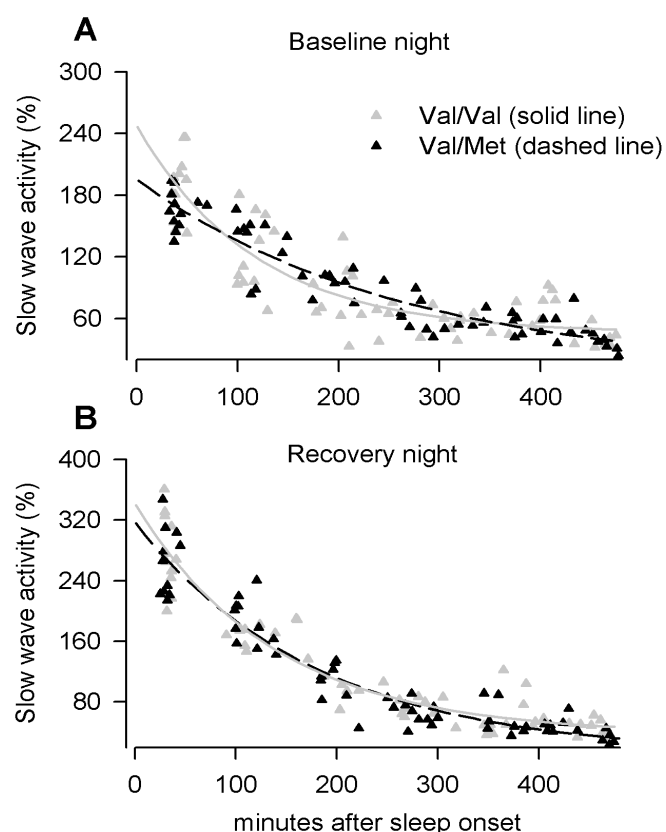 A
Baseline night
Slow wave activity (%)
300
240
180
120
60
Val/Val (solid line)
Val/Met (dashed line)
0 100 200 300 400
B
Recovery night
Slow wave activity (%)
400
320
240
160
80
0 100 200 300 400
minutes after sleep onset